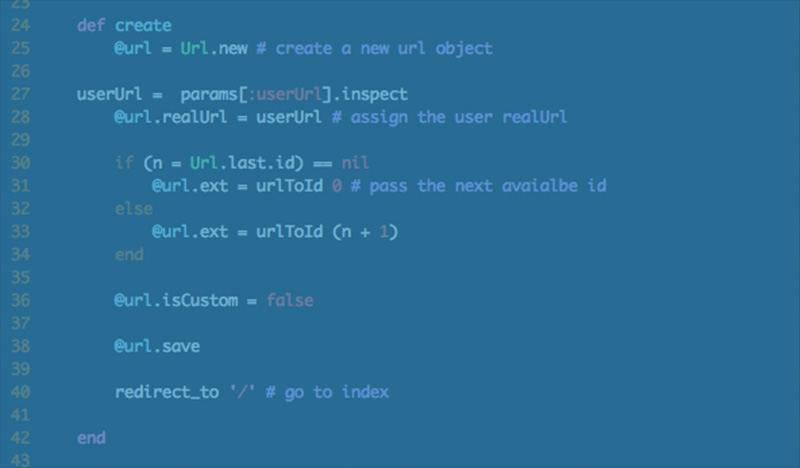 23
24 def create
25 @url = Url.new # create a new url object
26
27 userUrl = params[:userUrl].inspect
28 @url.realUrl = userUrl # assign the user realUrl
29
30 if (n = Url.last.id) == nil
31 @url.ext = urlToId 0 # pass the next avaialbe id
32 else
33 @url.ext = urlToId (n + 1)
34 end
35
36 @url.isCustom = false
37
38 @url.save
39
40 redirect_to '/' # go to index
41
42 end
43